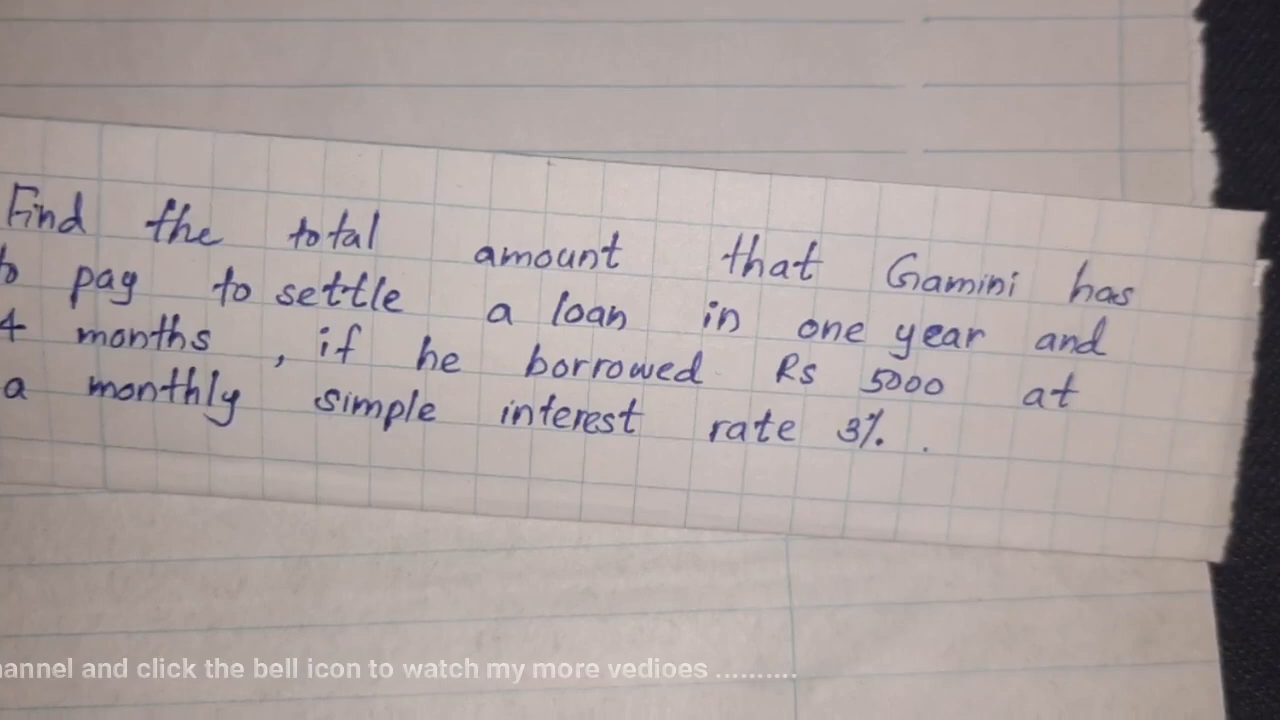 Find the total amount that Gamini has
to pay to settle a loan in one year and
4 months , if he borrowed Rs 5000 at
a monthly simple interest rate 3%. .
annel and click the bell icon to watch my more vedioes ..........